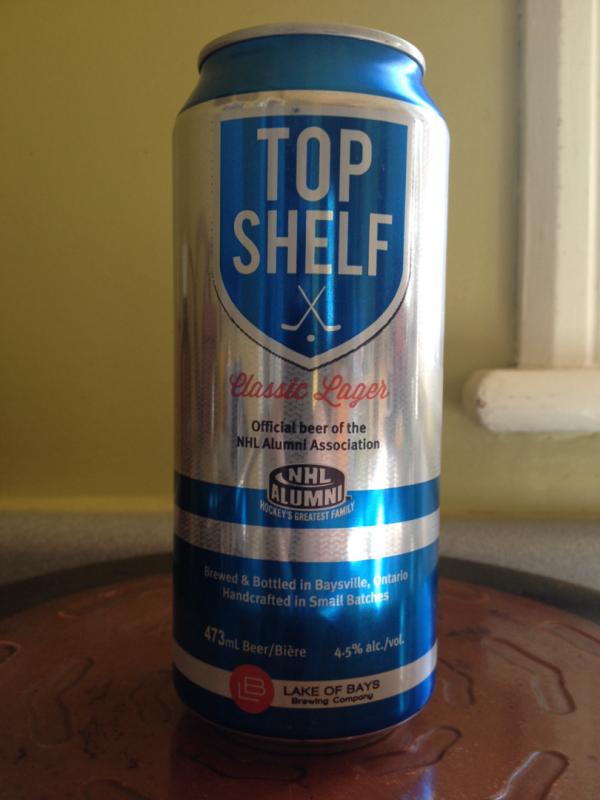 TOP
SHELF
Classic Lager
Official beer of the
NHL Alumni Association
NHL
ALUMNI
HOCKEY'S GREATEST FAMILY
Brewed & Bottled in Baysville, Ontario
Handcrafted in Small Batches
473mL Beer/Bière 4.5% alc./vol.
LB LAKE OF BAYS
Brewing Company